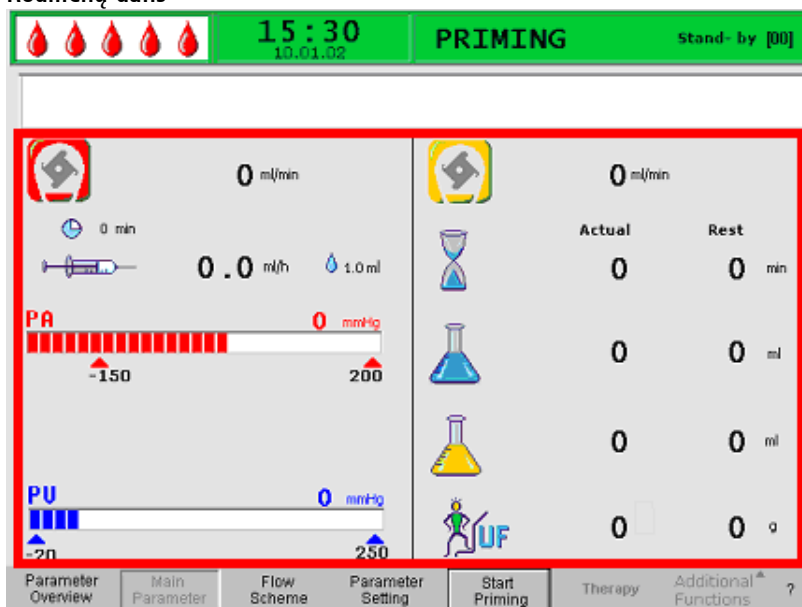 15:30
10.01.02
PRIMING
Stand- by [00]
0 ml/min
0 min
0.0 ml/h
1.0 ml
PA
0 mmHg
-150
200
PV
0 mmHg
-20
250
0 ml/min
Actual Rest
0 0 min
0 0 ml
0 0 ml
UF
0 0 g
Parameter Overview
Main Parameter
Flow Scheme
Parameter Setting
Start Priming
Therapy
Additional Functions
?